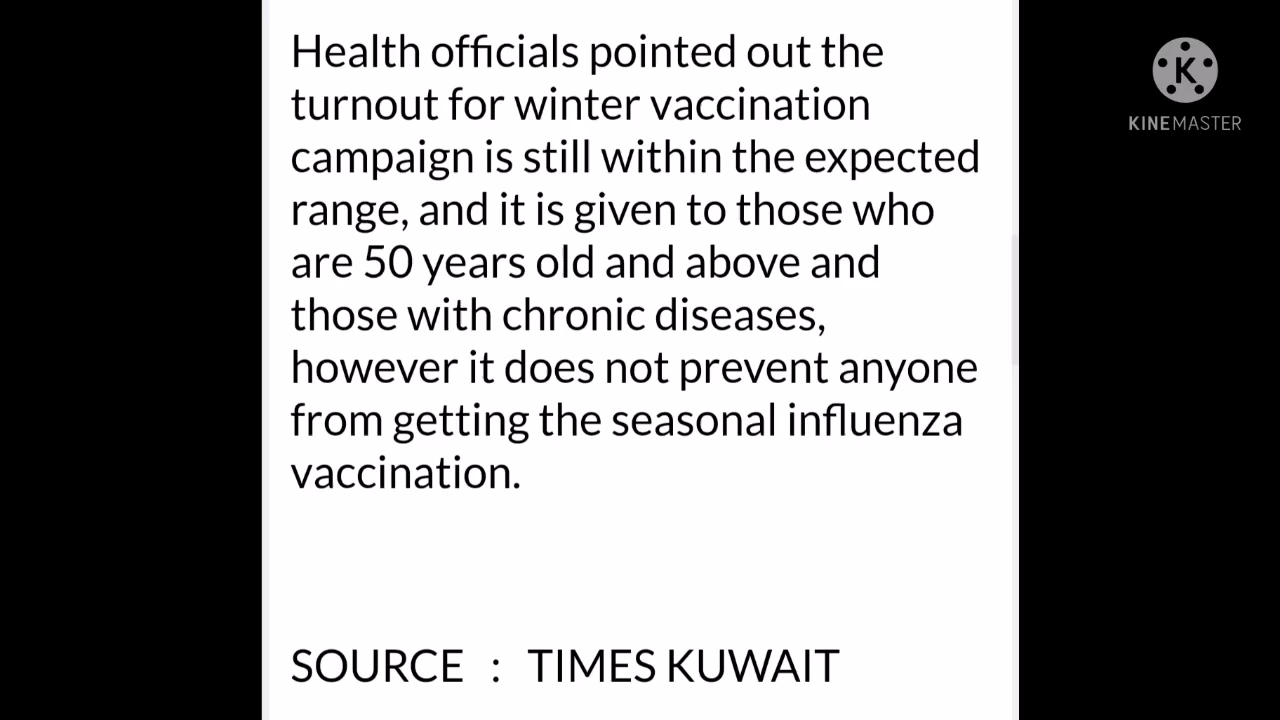 Health officials pointed out the
turnout for winter vaccination
campaign is still within the expected
range, and it is given to those who
are 50 years old and above and
those with chronic diseases,
however it does not prevent anyone
from getting the seasonal influenza
vaccination.
SOURCE : TIMES KUWAIT
K
KINEMASTER